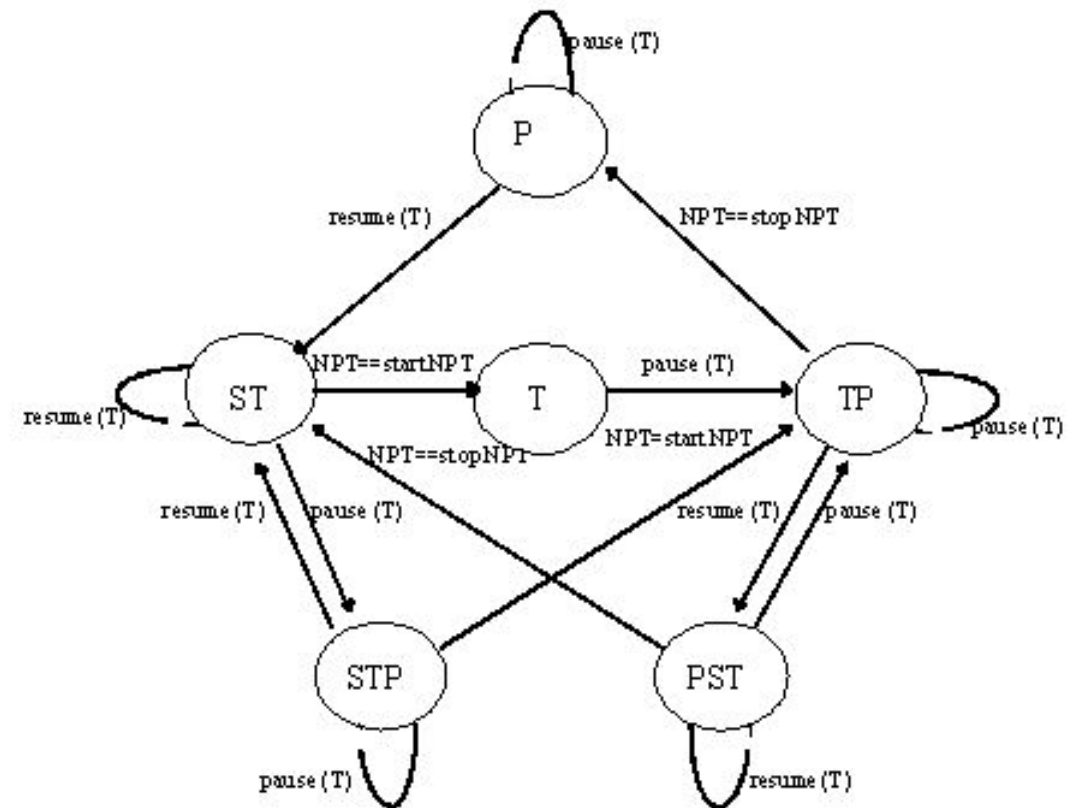 pause (T)
P
resume (T)
NPT==stopNPT
NPT==startNPT
pause (T)
ST
T
TP
resume (T)
pause (T)
NPT==stopNPT
NPT=startNPT
resume (T)
pause (T)
resume (T)
pause (T)
STP
PST
pause (T)
resume (T)